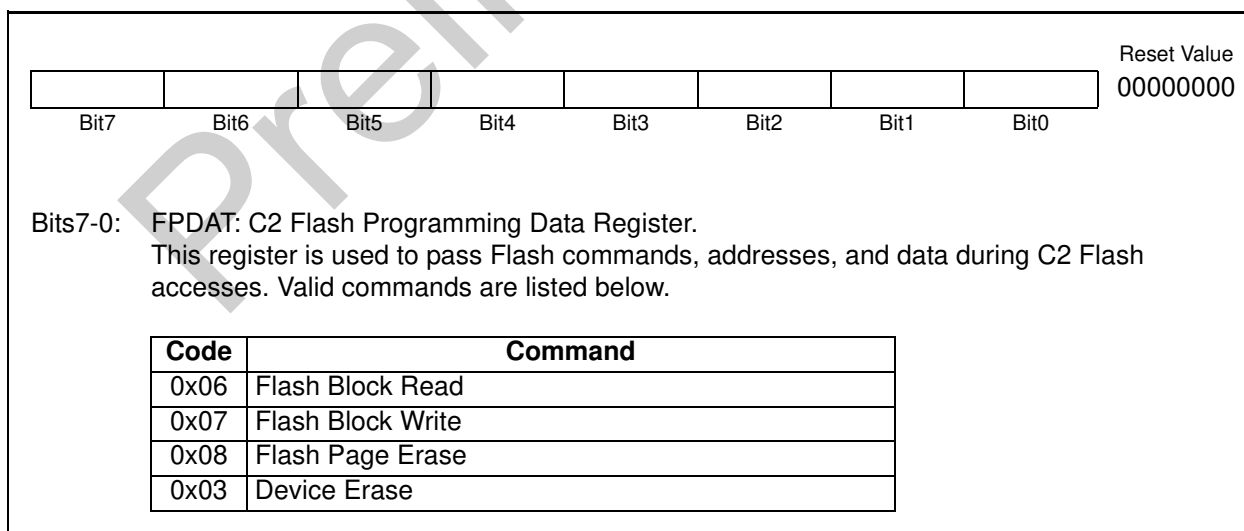 Reset Value
00000000
Bit7 Bit6 Bit5 Bit4 Bit3 Bit2 Bit1 Bit0
Bits7-0: FPDAT: C2 Flash Programming Data Register.
This register is used to pass Flash commands, addresses, and data during C2 Flash
accesses. Valid commands are listed below.
Code Command
0x06 Flash Block Read
0x07 Flash Block Write
0x08 Flash Page Erase
0x03 Device Erase